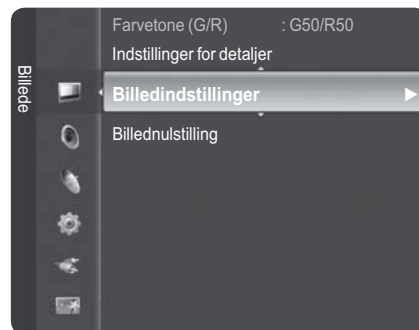 Billede
Farvetone (G/R) : G50/R50
Indstillinger for detaljer
Billedindstillinger
Billednulstilling